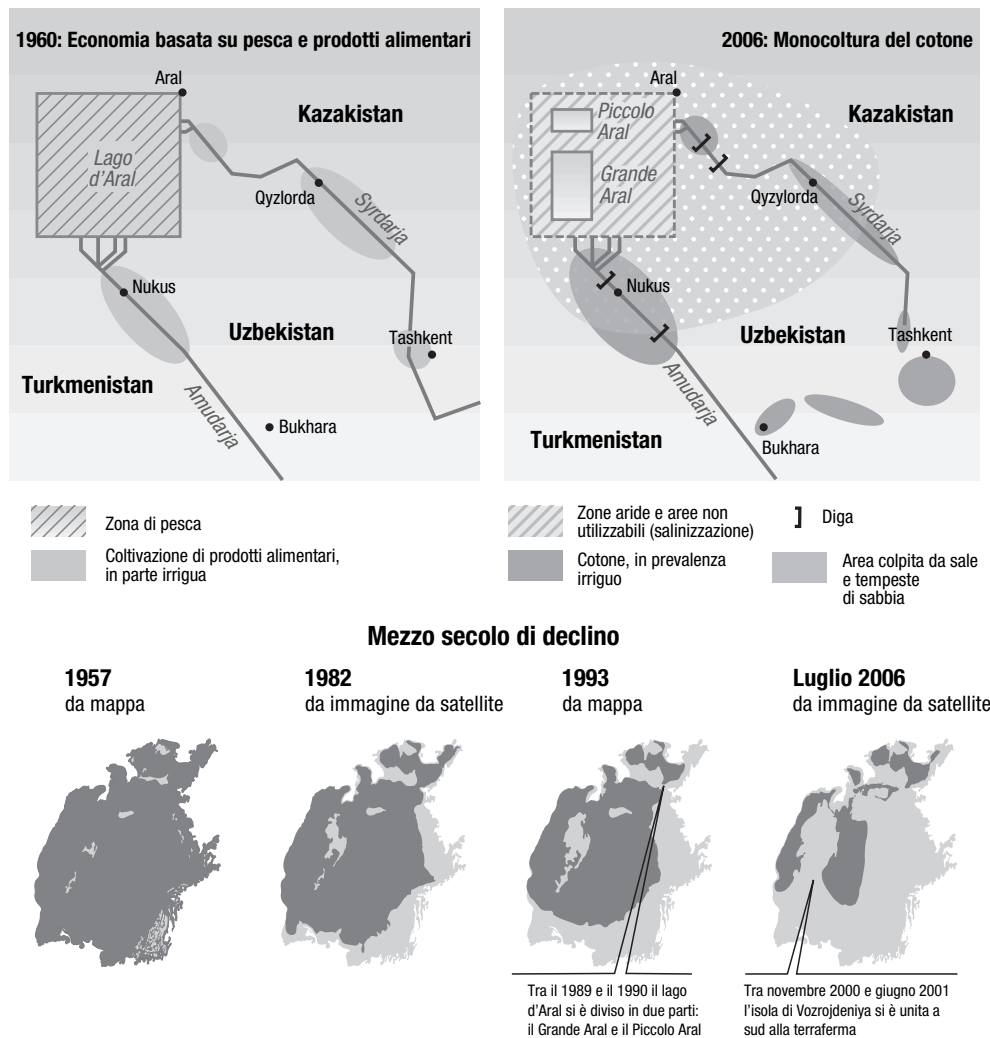 1960: Economia basata su pesca e prodotti alimentari
Aral
Kazakistan
Lago
d'Aral
Qyzlorda
Syrdarja
Nukus
Uzbekistan
Tashkent
Turkmenistan
Amudarja
Bukhara
2006: Monocoltura del cotone
Aral
Kazakistan
Piccolo
Aral
Grande
Aral
Qyzylorda
Syrdarja
Nukus
Uzbekistan
Tashkent
Amudarja
Turkmenistan
Bukhara
Zona di pesca
Coltivazione di prodotti alimentari,
in parte irrigua
Zone aride e aree non
utilizzabili (salinizzazione)
Cotone, in prevalenza
irriguo
Diga
Area colpita da sale
e tempeste
di sabbia
Mezzo secolo di declino
1957
da mappa
1982
da immagine da satellite
1993
da mappa
Luglio 2006
da immagine da satellite
Tra il 1989 e il 1990 il lago
d'Aral si è diviso in due parti:
il Grande Aral e il Piccolo Aral
Tra novembre 2000 e giugno 2001
l'isola di Vozrojdeniya si è unita a
sud alla terraferma